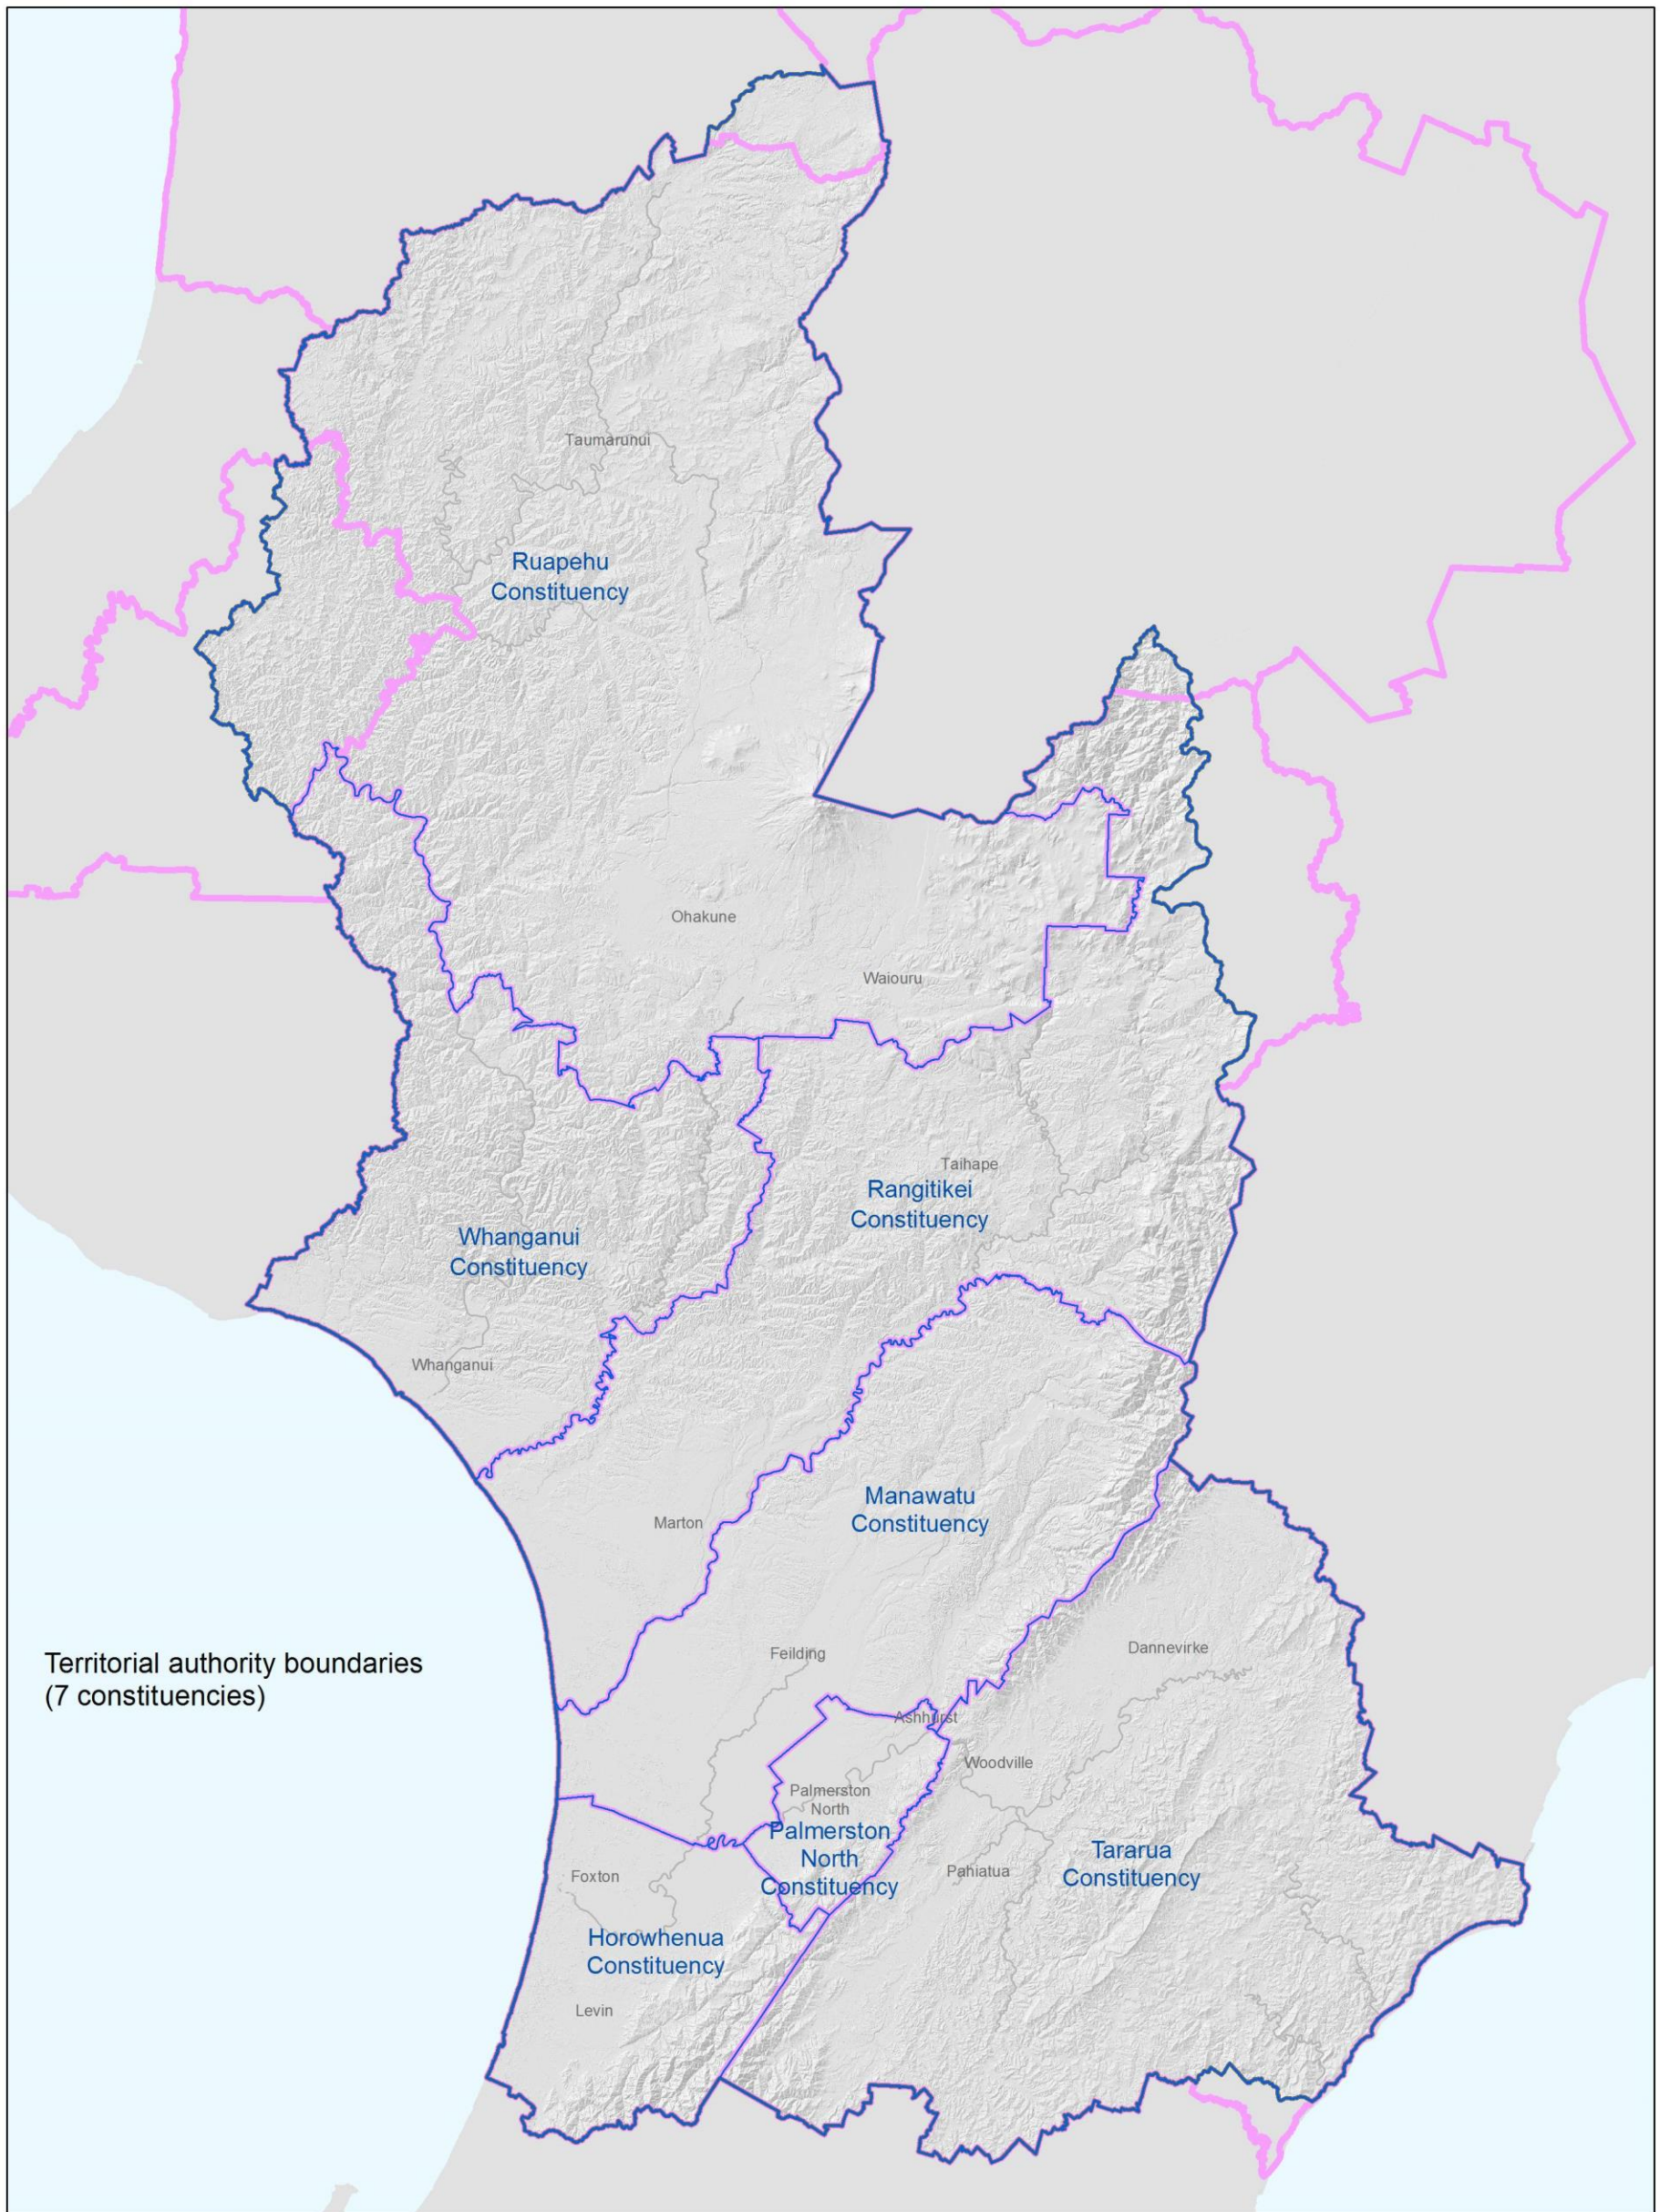 Taumarunui
Ruapehu
Constituency
Ohakune
Waiouru
Taihape
Rangitikei
Constituency
Whanganui
Constituency
Whanganui
Manawatu
Constituency
Marton
Territorial authority boundaries
(7 constituencies)
Feilding
Dannevirke
Ashhurst
Woodville
Palmerston
North
Palmerston
North
Constituency
Tararua
Constituency
Pahiatua
Foxton
Horowhenua
Constituency
Levin